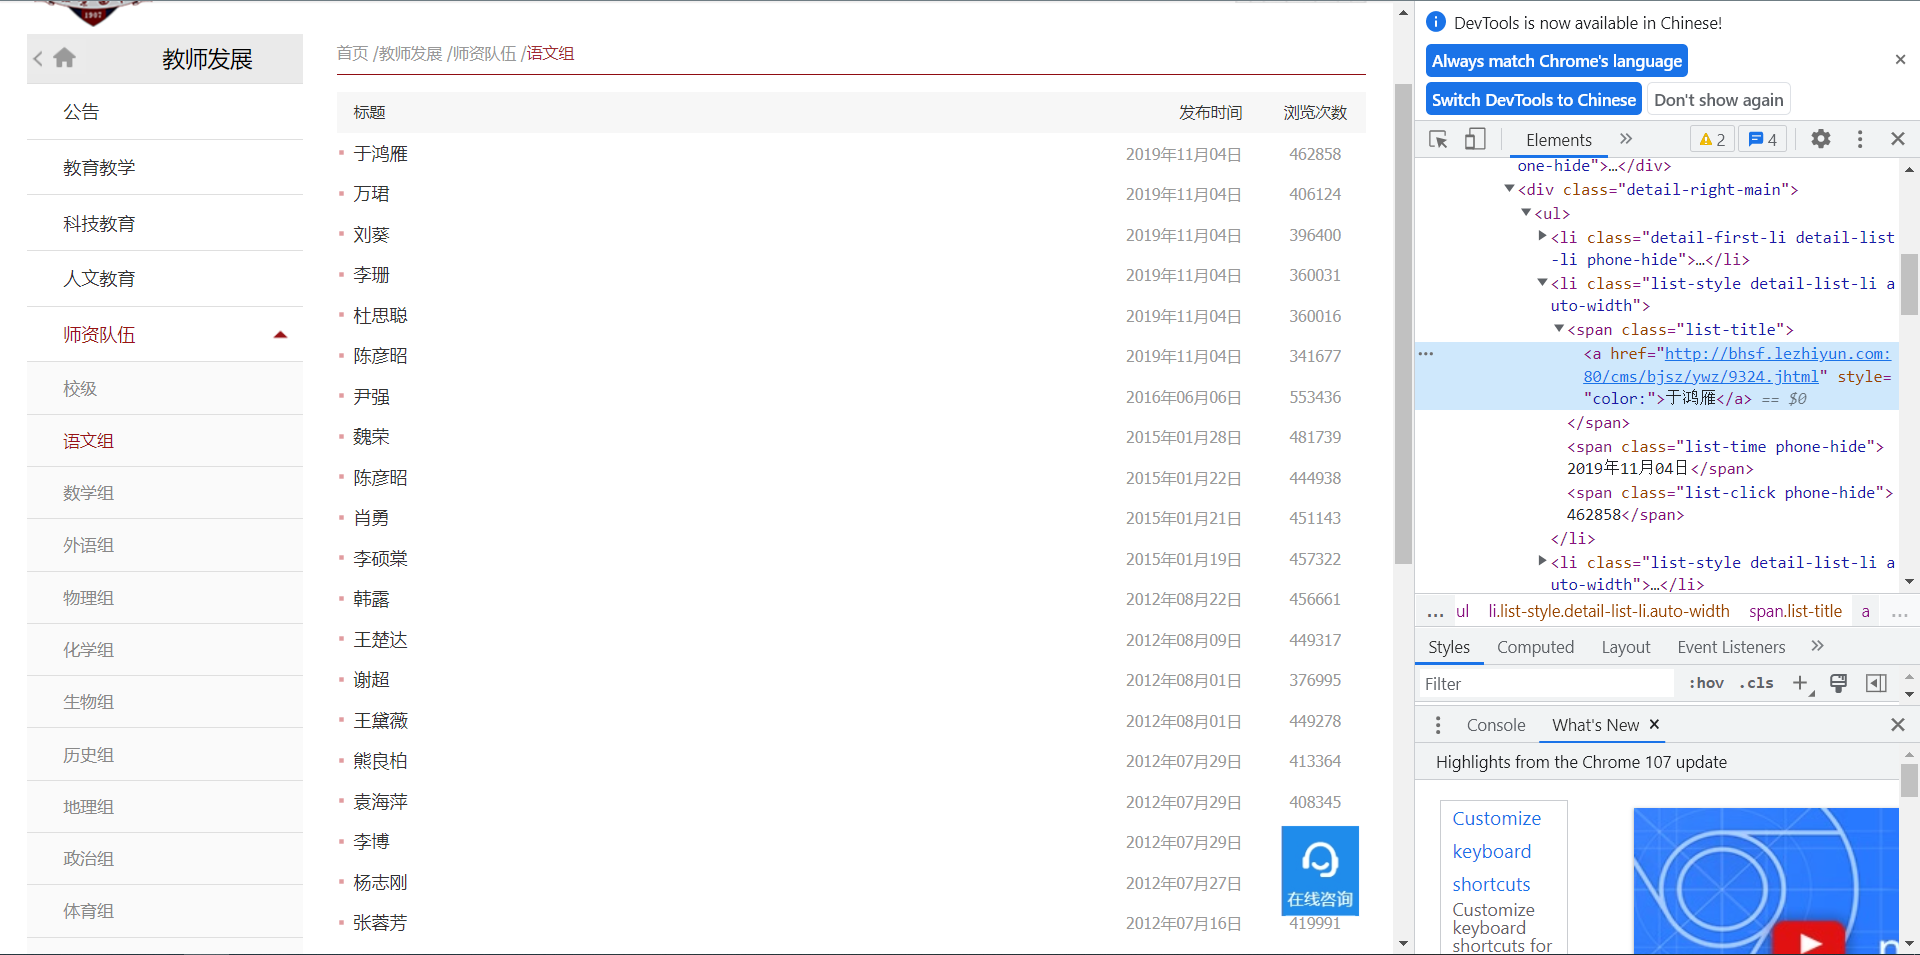 1907
教师发展
公告
教育教学
科技教育
人文教育
师资队伍
校级
语文组
数学组
外语组
物理组
化学组
生物组
历史组
地理组
政治组
体育组
首页 /教师发展 /师资队伍 /语文组
标题 发布时间 浏览次数
于鸿雁 2019年11月04日 462858
万珺 2019年11月04日 406124
刘葵 2019年11月04日 396400
李珊 2019年11月04日 360031
杜思聪 2019年11月04日 360016
陈彦昭 2019年11月04日 341677
尹强 2016年06月06日 553436
魏荣 2015年01月28日 481739
陈彦昭 2015年01月22日 444938
肖勇 2015年01月21日 451143
李硕棠 2015年01月19日 457322
韩露 2012年08月22日 456661
王楚达 2012年08月09日 449317
谢超 2012年08月01日 376995
王黛薇 2012年08月01日 449278
熊良柏 2012年07月29日 413364
袁海萍 2012年07月29日 408345
李博 2012年07月29日
杨志刚 2012年07月27日
张蓉芳 2012年07月16日 419991
在线咨询
DevTools is now available in Chinese!
Always match Chrome's language
Switch DevTools to Chinese Don't show again
Elements 2 4
one-hide">…</div>
<div class="detail-right-main">
<ul>
<li class="detail-first-li detail-list
-li phone-hide">…</li>
<li class="list-style detail-list-li a
uto-width">
<span class="list-title">
<a href="http://bhsf.lezhiyun.com:
80/cms/bjsz/ywz/9324.jhtml" style=
"color:">于鸿雁</a> == $0
</span>
<span class="list-time phone-hide">
2019年11月04日</span>
<span class="list-click phone-hide">
462858</span>
</li>
<li class="list-style detail-list-li a
uto-width">…</li>
... ul li.list-style.detail-list-li.auto-width span.list-title a ...
Styles Computed Layout Event Listeners
Filter :hov .cls
Console What's New
Highlights from the Chrome 107 update
Customize
keyboard
shortcuts
Customize
keyboard
shortcuts for
n